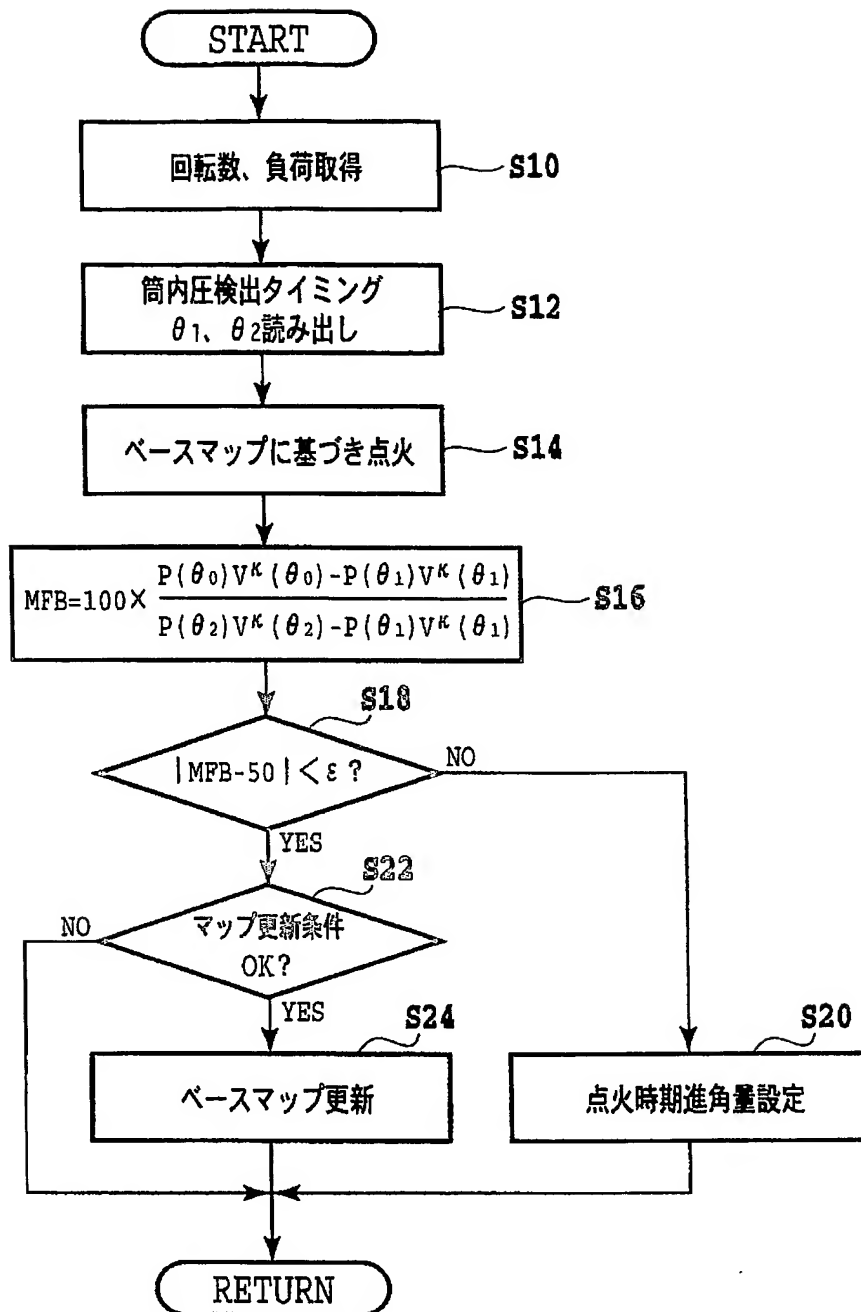 START
回転数、負荷取得
S10
筒内圧検出タイミング
θ1、θ2読み出し
S12
ベースマップに基づき点火
S14
MFB=100×
P(θ0)Vκ(θ0)-P(θ1)Vκ(θ1)
P(θ2)Vκ(θ2)-P(θ1)Vκ(θ1)
S16
S18
|MFB-50|<ε?
NO
YES
S22
マップ更新条件
OK?
NO
YES
S24
ベースマップ更新
S20
点火時期進角量設定
RETURN